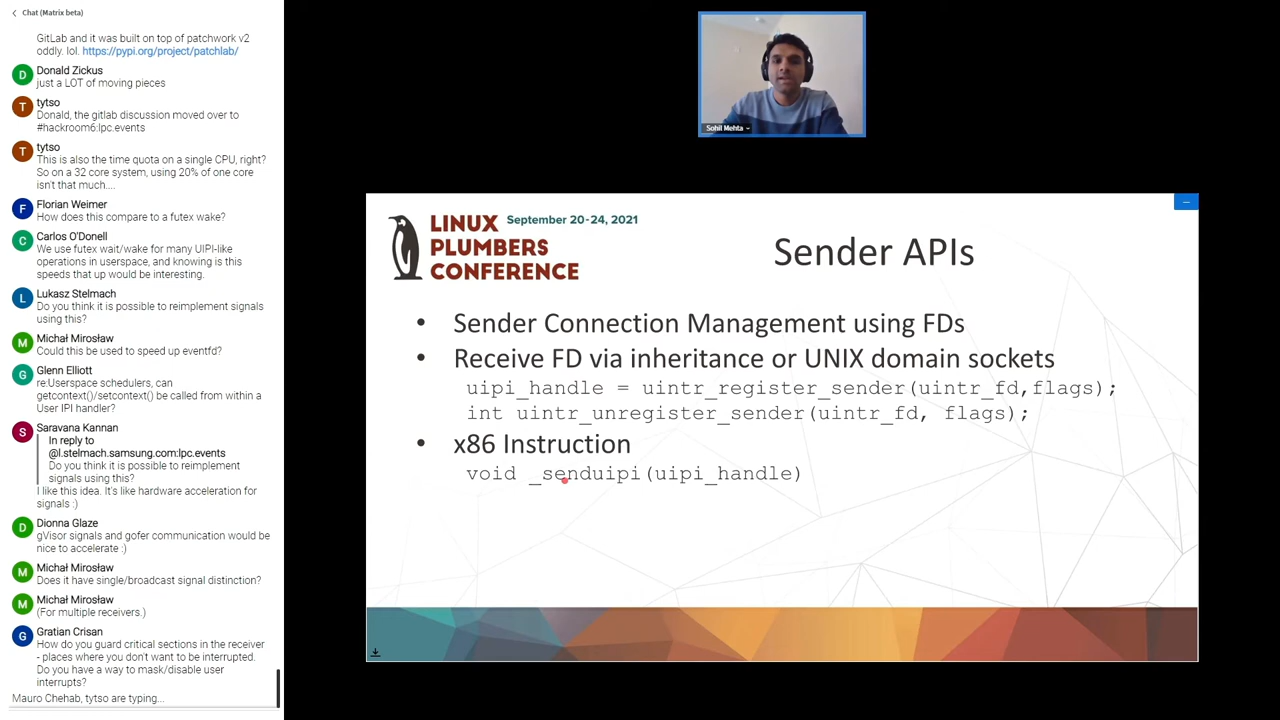 Chat (Matrix beta)
GitLab and it was built on top of patchwork v2
oddly. lol. https://pypi.org/project/patchlab/
D
Donald Zickus
just a LOT of moving pieces
T
tytso
Donald, the gitlab discussion moved over to
#hackroom6:lpc.events
T
tytso
This is also the time quota on a single CPU, right?
So on a 32 core system, using 20% of one core
isn't that much....
F
Florian Weimer
How does this compare to a futex wake?
C
Carlos O'Donell
We use futex wait/wake for many UIPI-like
operations in userspace, and knowing is this
speeds that up would be interesting.
L
Lukasz Stelmach
Do you think it is possible to reimplement signals
using this?
M
Michał Mirosław
Could this be used to speed up eventfd?
G
Glenn Elliott
re.Userspace schedulers, can
getcontext()/setcontext() be called from within a
User IPI handler?
S
Saravana Kannan
In reply to
@l.stelmach.samsung.com:lpc.events
Do you think it is possible to reimplement
signals using this?
I like this idea. It's like hardware acceleration for
signals :)
D
Dionna Glaze
gVisor signals and gofer communication would be
nice to accelerate :)
M
Michał Mirosław
Does it have single/broadcast signal distinction?
M
Michał Mirosław
(For multiple receivers.)
G
Gratian Crisan
How do you guard critical sections in the receiver
- places where you don't want to be interrupted.
Do you have a way to mask/disable user
interrupts?
Mauro Chehab, tytso are typing...
Sohil Mehta
LINUX
PLUMBERS
CONFERENCE
September 20-24, 2021
Sender APIs
• Sender Connection Management using FDs
• Receive FD via inheritance or UNIX domain sockets
uipi_handle = uintr_register_sender(uintr_fd,flags);
int uintr_unregister_sender(uintr_fd, flags);
• x86 Instruction
void _senduipi(uipi_handle)